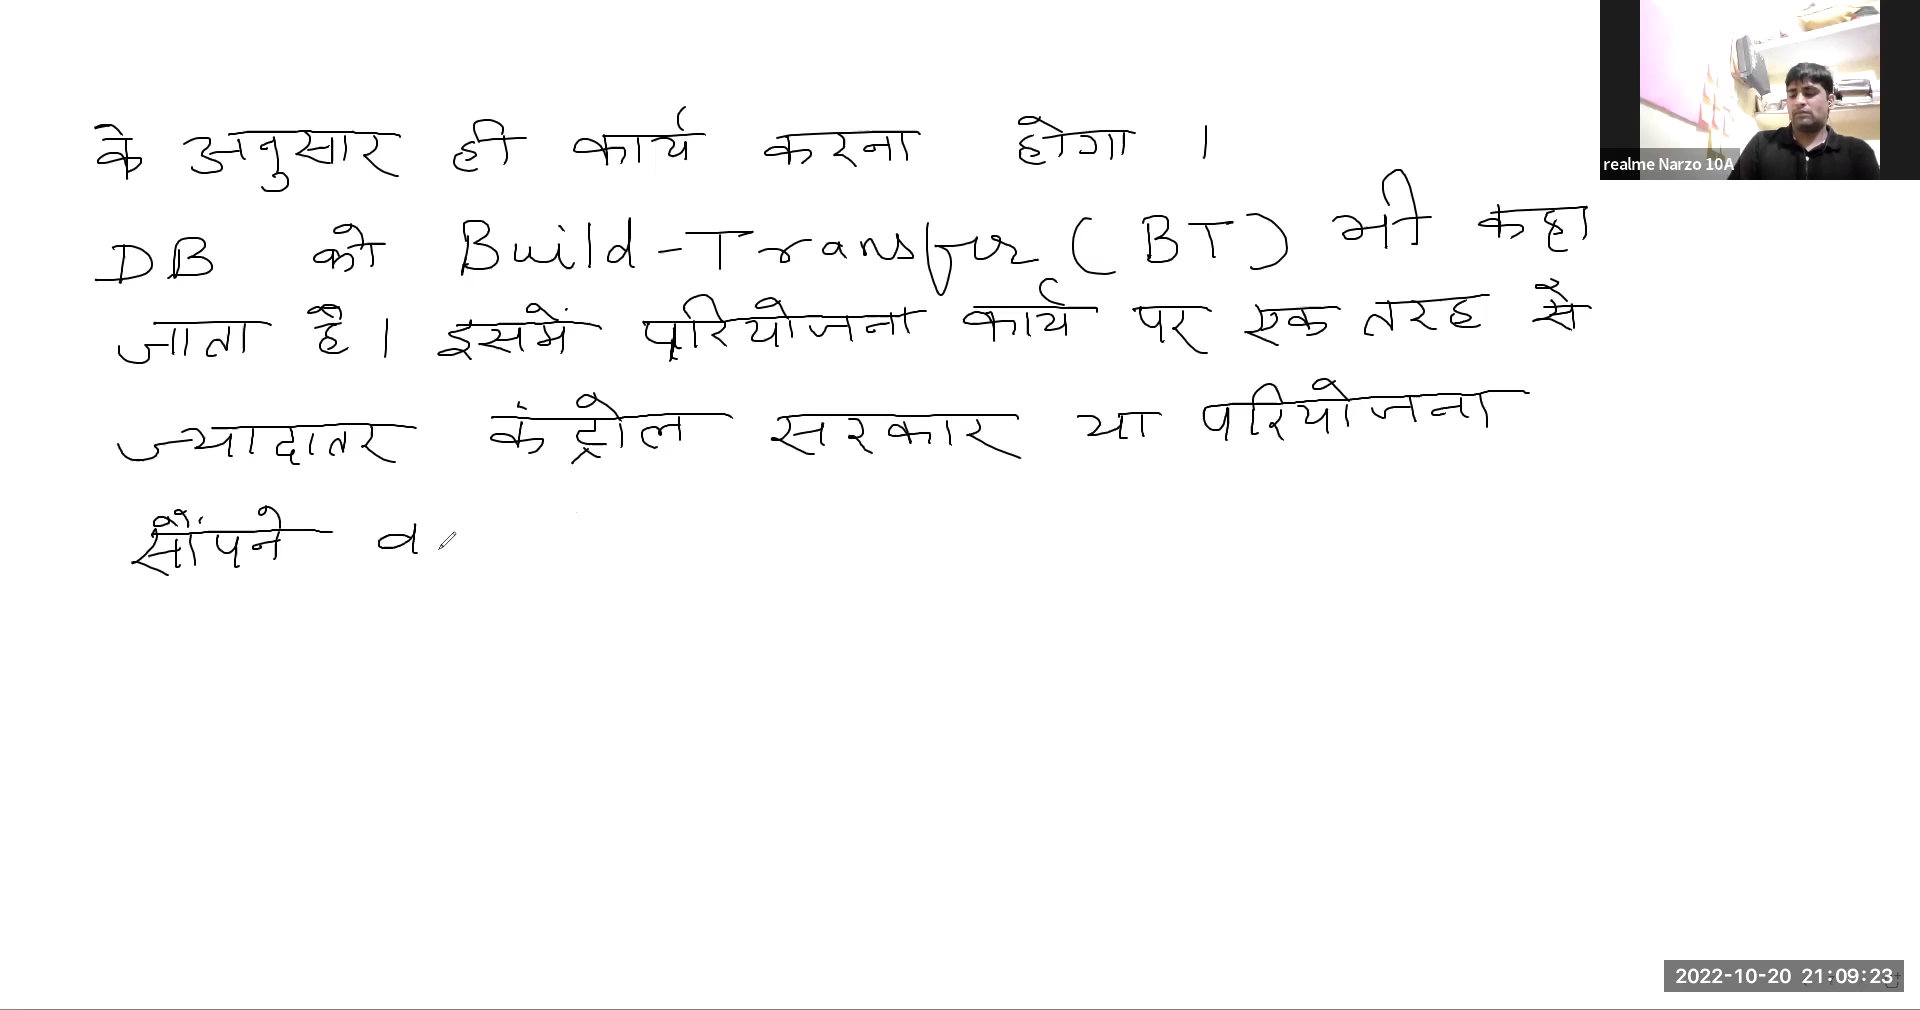 के अनुसार ही कार्य करना होगा ।
DB को Build-Transfer (BT) भी कहा
जाता है। इसमें परियोजना कार्य पर एक तरह से
ज्यादातर कंट्रोल सरकार या परियोजना
सौंपने व
realme Narzo 10A
2022-10-20 21:09:23